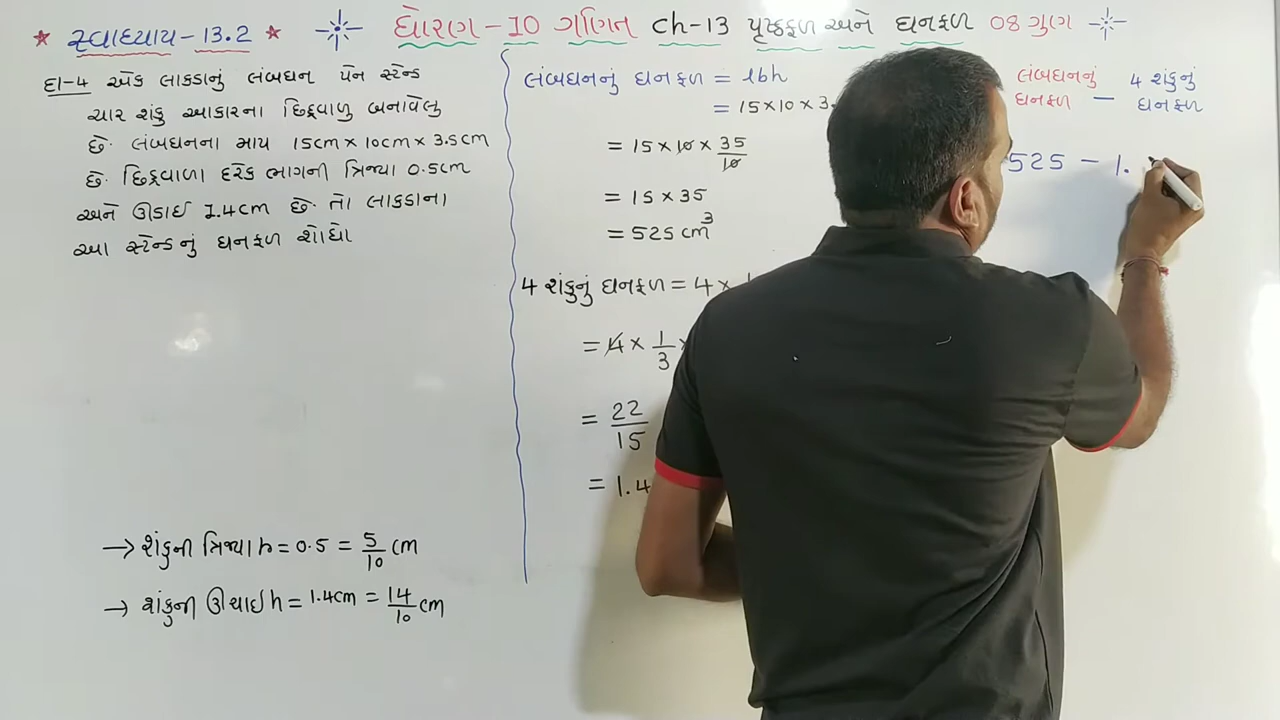 * સ્વાધ્યાય-13.2 * ધોરણ-10 ગણિત ch-13 પૃષ્ઠફળ અને ઘનફળ 08 ગુણ
દા-4 એક લાકડાનું લંબઘન પેન સ્ટેન્ડ
ચાર શંકુ આકારના છિદ્રવાળુ બનાવેલુ
છે. લંબઘનના માપ 15cm×10cm×3.5cm
છે. છિદ્રવાળા દરેક ભાગની ત્રિજ્યા 0.5cm
અને ઊંડાઈ 1.4cm છે. તો લાકડાના
આ સ્ટેન્ડનું ઘનફળ શોધો
→ શંકુની ત્રિજ્યા r = 0.5 = 5/10 cm
→ શંકુની ઊંચાઈ h = 1.4cm = 14/10 cm
લંબઘનનું ઘનફળ = lbh
= 15×10×3.
= 15×10×35/10
= 15×35
= 525 cm³
4 શંકુનું ઘનફળ = 4×
= 4×1/3
= 22/15
= 1.4
લંબઘનનું ઘનફળ − 4 શંકુનું ઘનફળ
525 − 1.